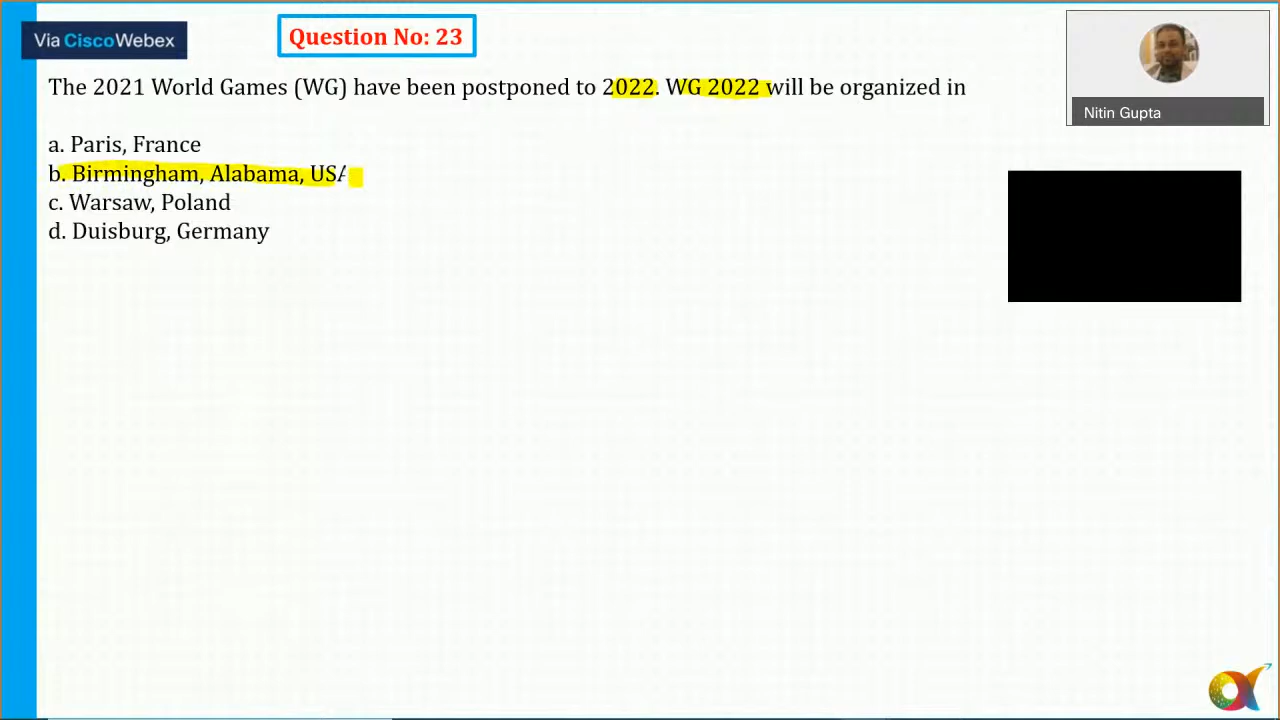 Via CiscoWebex
Question No: 23
Nitin Gupta
The 2021 World Games (WG) have been postponed to 2022. WG 2022 will be organized in
a. Paris, France
b. Birmingham, Alabama, USA
c. Warsaw, Poland
d. Duisburg, Germany